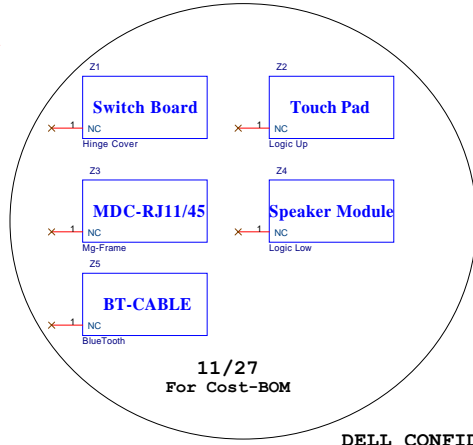 Z1
Switch Board
1
NC
Hinge Cover
Z2
Touch Pad
1
NC
Logic Up
Z3
MDC-RJ11/45
1
NC
Mg-Frame
Z4
Speaker Module
1
NC
Logic Low
Z5
BT-CABLE
1
NC
BlueTooth
11/27
For Cost-BOM
DELL CONFID